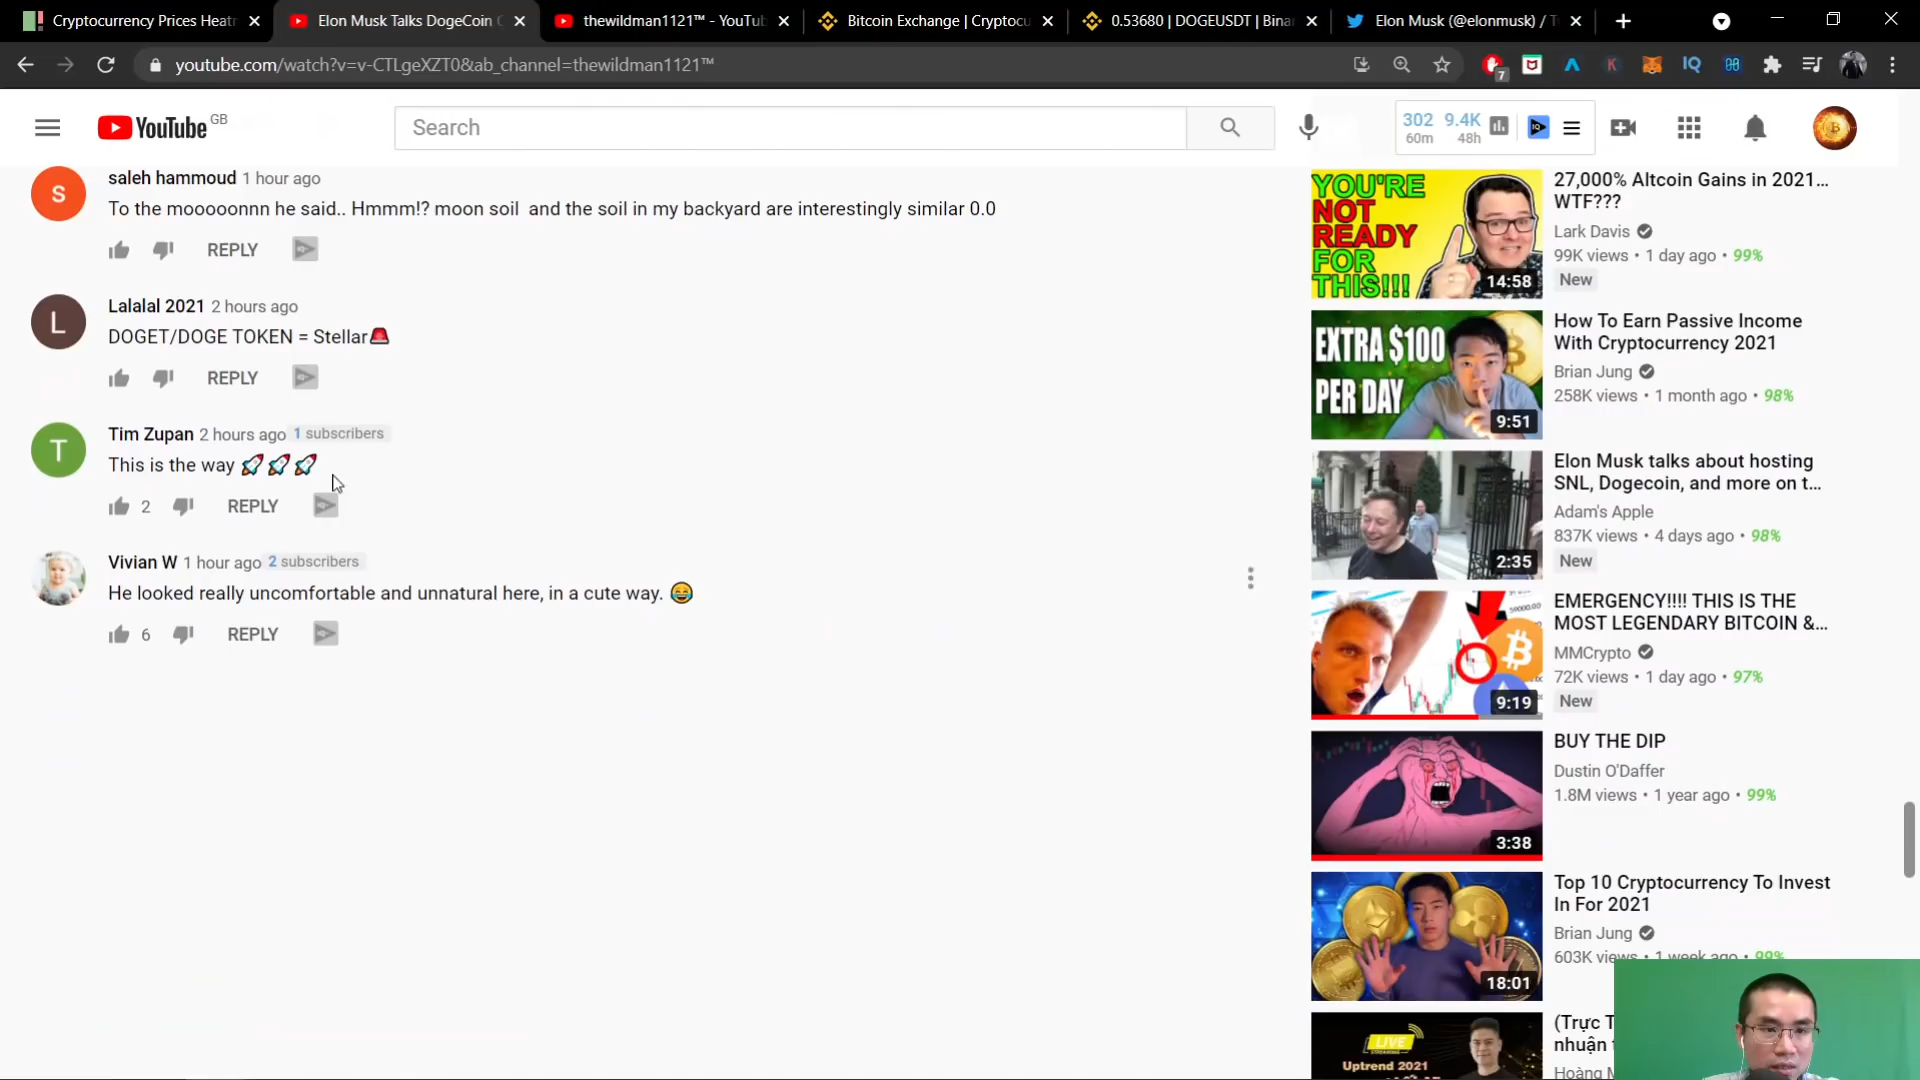 Cryptocurrency Prices Heatm
Elon Musk Talks DogeCoin
thewildman1121™ - YouTub
Bitcoin Exchange | Cryptocu
0.53680 | DOGEUSDT | Bina
Elon Musk (@elonmusk) / T
youtube.com/watch?v=v-CTLgeXZT0&ab_channel=thewildman1121™
7
IQ
K
YouTube GB
Search
302 9.4K
60m 48h
S
saleh hammoud 1 hour ago
To the mooooonnn he said.. Hmmm!? moon soil and the soil in my backyard are interestingly similar 0.0
REPLY
L
Lalalal 2021 2 hours ago
DOGET/DOGE TOKEN = Stellar🚨
REPLY
T
Tim Zupan 2 hours ago 1 subscribers
This is the way 🚀🚀🚀
2 REPLY
Vivian W 1 hour ago 2 subscribers
He looked really uncomfortable and unnatural here, in a cute way. 😂
6 REPLY
YOU'RE
NOT
READY
FOR
THIS!!!
14:58
27,000% Altcoin Gains in 2021...
WTF???
Lark Davis
99K views • 1 day ago • 99%
New
EXTRA $100
PER DAY
9:51
How To Earn Passive Income
With Cryptocurrency 2021
Brian Jung
258K views • 1 month ago • 98%
2:35
Elon Musk talks about hosting
SNL, Dogecoin, and more on t...
Adam's Apple
837K views • 4 days ago • 98%
New
9:19
EMERGENCY!!!! THIS IS THE
MOST LEGENDARY BITCOIN &...
MMCrypto
72K views • 1 day ago • 97%
New
3:38
BUY THE DIP
Dustin O'Daffer
1.8M views • 1 year ago • 99%
18:01
Top 10 Cryptocurrency To Invest
In For 2021
Brian Jung
603K views • 1 week ago • 99%
LIVE
Uptrend 2021
(Trực T
nhuận
Hoàng